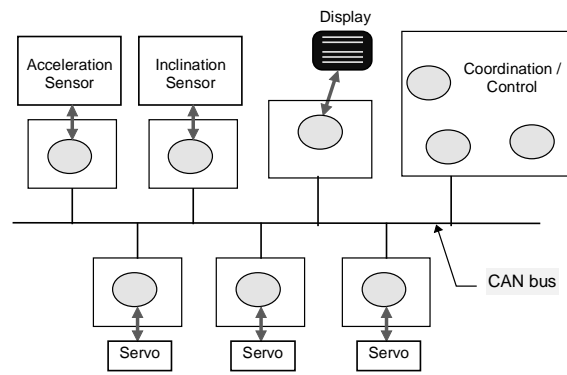 Display
Acceleration
Sensor
Inclination
Sensor
Coordination /
Control
CAN bus
Servo
Servo
Servo